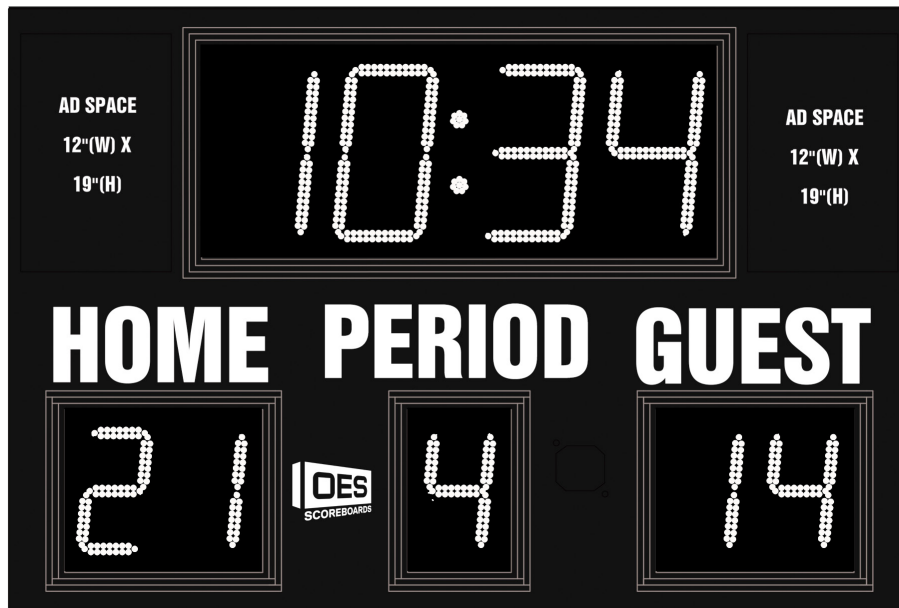 10:34
AD SPACE
12"(W) X
19"(H)
AD SPACE
12"(W) X
19"(H)
HOME PERIOD GUEST
21 4 14
OES
SCOREBOARDS